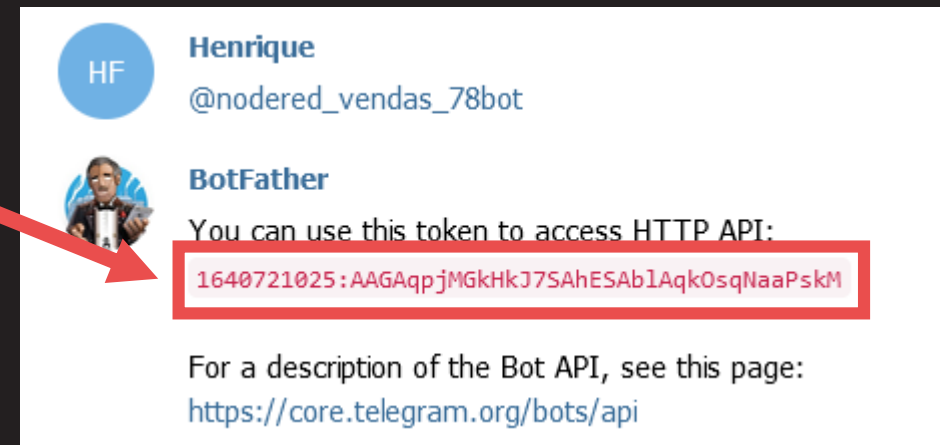 HF
Henrique
@nodered_vendas_78bot
BotFather
You can use this token to access HTTP API:
1640721025:AAGAqpjMGkHkJ7SAhESAblAqkOsqNaaPskM
For a description of the Bot API, see this page:
https://core.telegram.org/bots/api